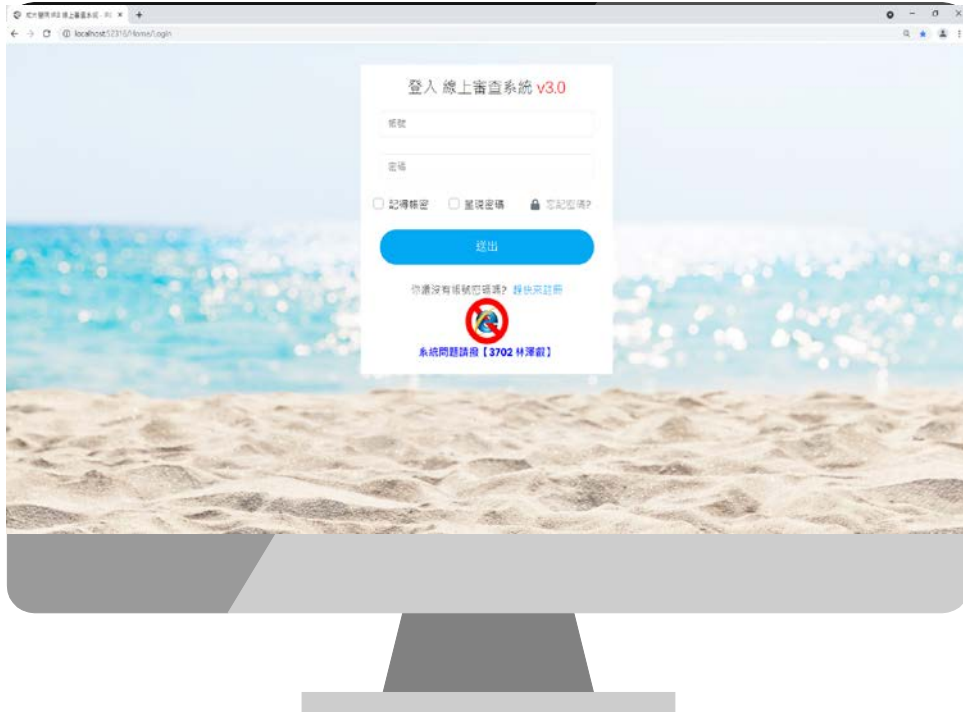 localhost:52316/Home/Login
登入 線上審查系統 v3.0
帳號
密碼
記得帳密 呈現密碼 忘記密碼?
送出
你還沒有帳號密碼嗎? 趕快來註冊
系統問題請撥【3702 林澤叡】